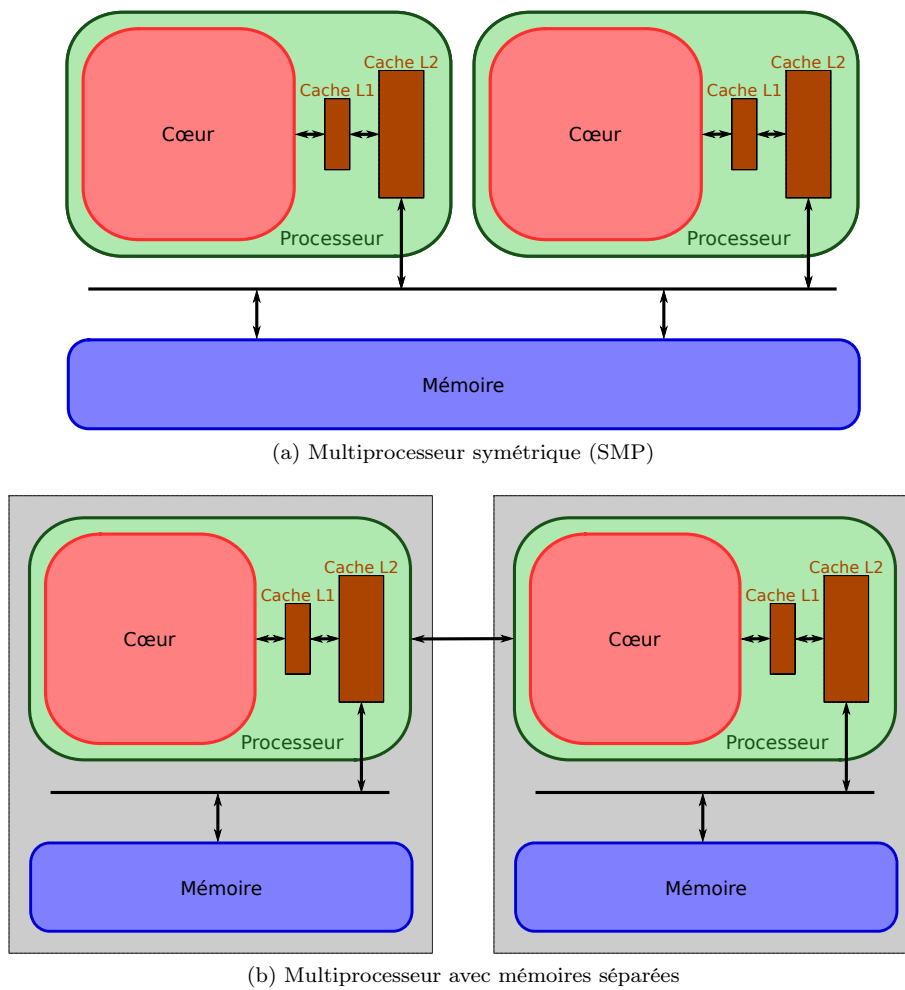 Cache L2
Cache L1
Cœur
Processeur
Cache L2
Cache L1
Cœur
Processeur
Mémoire
(a) Multiprocesseur symétrique (SMP)
Cache L2
Cache L1
Cœur
Processeur
Mémoire
Cache L2
Cache L1
Cœur
Processeur
Mémoire
(b) Multiprocesseur avec mémoires séparées